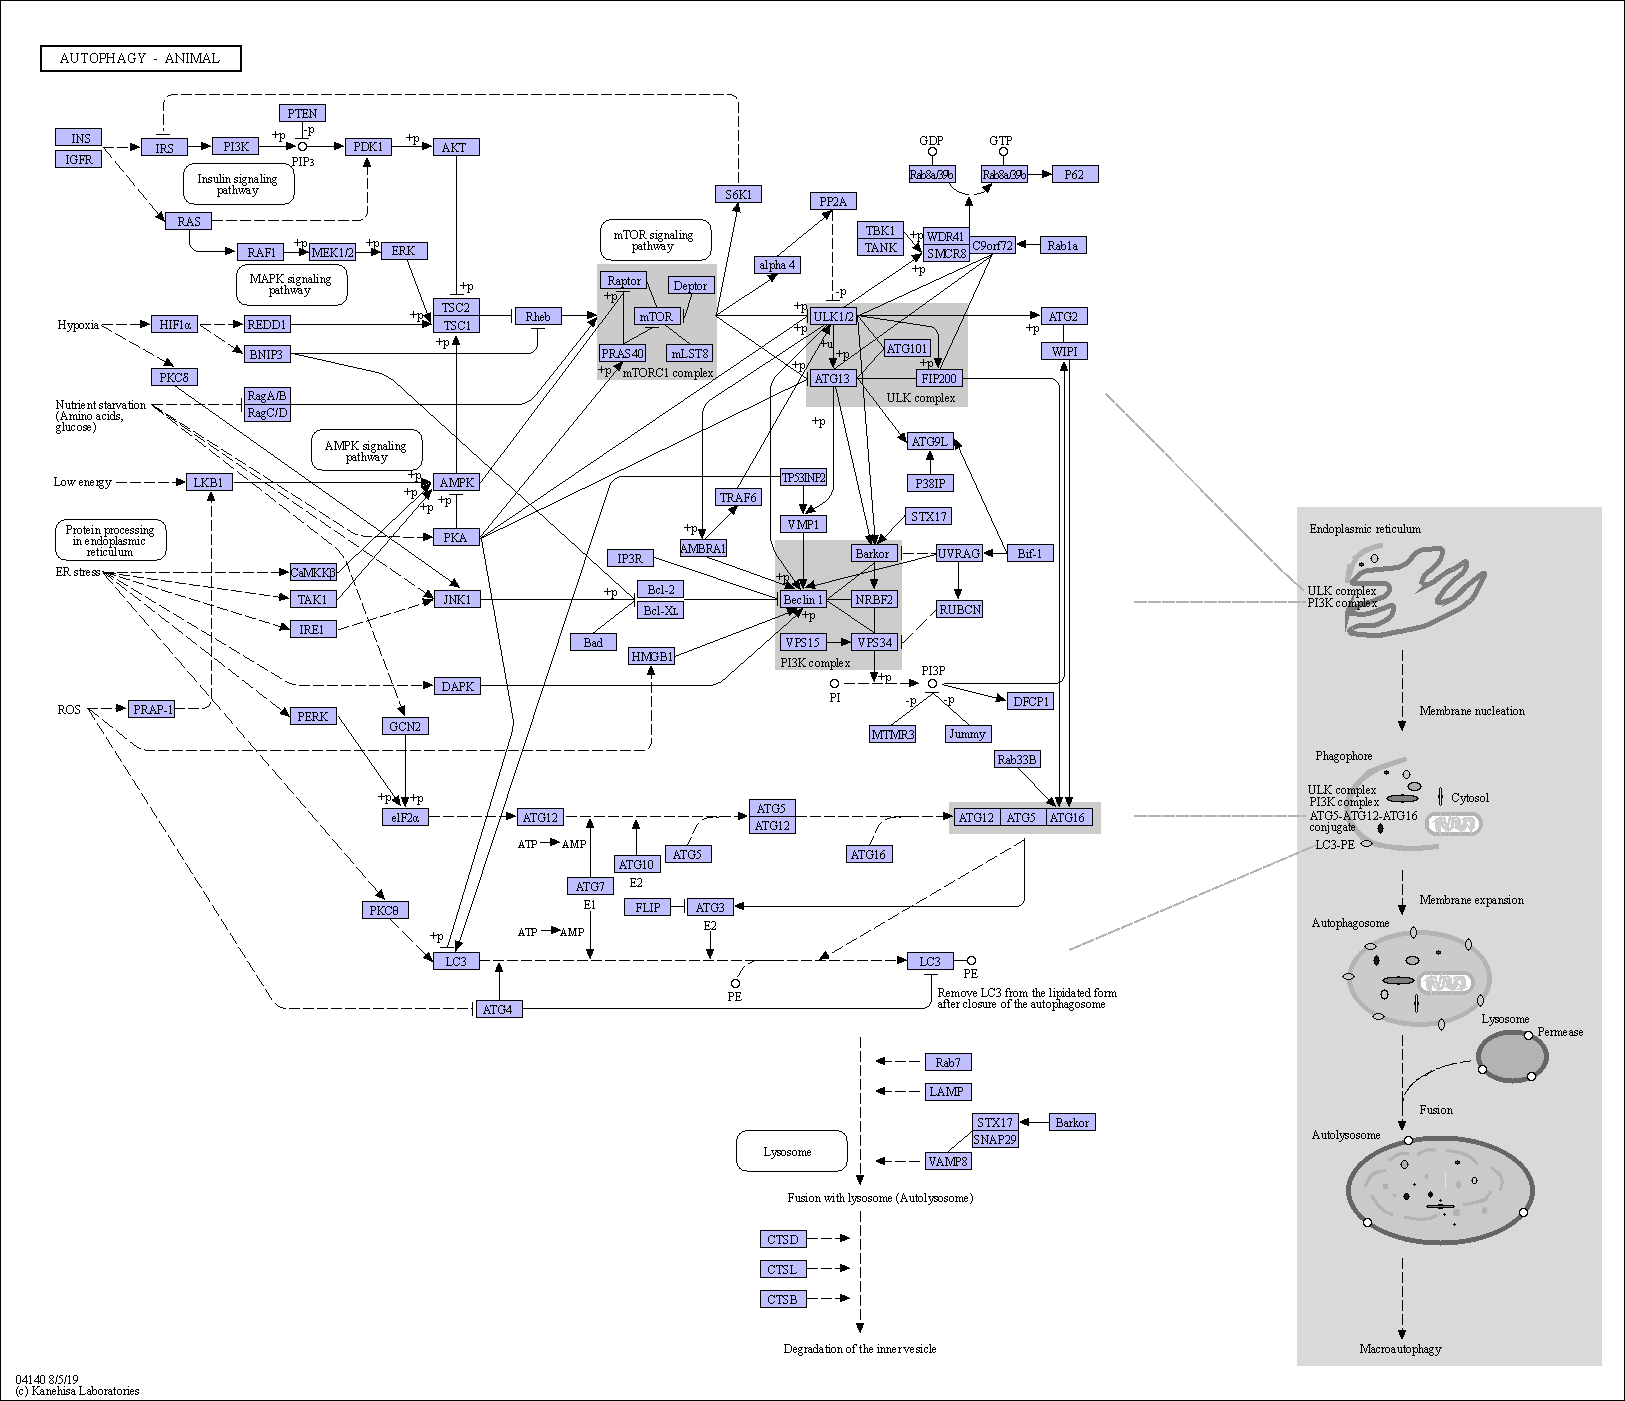 AUTOPHAGY - ANIMAL
PTEN
INS
IGFR
IRS
PI3K
+p
-p
PIP3
PDK1
+p
AKT
Insulin signaling
pathway
RAS
RAF1
+p
MEK1/2
+p
ERK
MAPK signaling
pathway
S6K1
PP2A
alpha 4
GDP
GTP
Rab8a/39b
Rab8a/39b
P62
TBK1
TANK
+p
+p
WDR41
SMCR8
C9orf72
Rab1a
mTOR signaling
pathway
Raptor
+p
Deptor
mTOR
PRAS40
+p
mLST8
mTORC1 complex
Hypoxia
HIF1α
REDD1
BNIP3
PKCδ
+p
+p
TSC2
TSC1
+p
Rheb
-p
+p
+p
ULK1/2
+u
+p
+p
ATG101
+p
ATG13
FIP200
ULK complex
ATG2
+p
WIPI
Nutrient starvation
(Amino acids,
glucose)
RagA/B
RagC/D
AMPK signaling
pathway
Low energy
LKB1
+p
+p
+p
+p
AMPK
PKA
+p
ATG9L
P38IP
TP53INP2
TRAF6
VMP1
STX17
Protein processing
in endoplasmic
reticulum
ER stress
CaMKKβ
TAK1
IRE1
JNK1
IP3R
+p
AMBRA1
Barkor
UVRAG
Bif-1
+p
Bcl-2
Bcl-XL
Bad
+p
Beclin 1
+p
NRBF2
RUBCN
VPS15
VPS34
PI3K complex
HMGB1
DAPK
ROS
PRAP-1
PERK
GCN2
PI
+p
PI3P
-p
-p
DFCP1
MTMR3
Jummy
Rab33B
+p
+p
eIF2α
ATG12
ATG5
ATG12
ATG12
ATG5
ATG16
ATP
AMP
ATG10
E2
ATG5
ATG16
ATG7
E1
PKCθ
FLIP
ATG3
E2
ATP
AMP
+p
LC3
LC3
PE
PE
ATG4
Remove LC3 from the lipidated form
after closure of the autophagosome
Rab7
LAMP
STX17
SNAP29
Barkor
VAMP8
Lysosome
Fusion with lysosome (Autolysosome)
CTSD
CTSL
CTSB
Degradation of the inner vesicle
Endoplasmic reticulum
ULK complex
PI3K complex
Membrane nucleation
Phagophore
ULK complex
PI3K complex
ATG5-ATG12-ATG16
conjugate
LC3-PE
Cytosol
Membrane expansion
Autophagosome
Lysosome
Permease
Fusion
Autolysosome
Macroautophagy
04140 8/5/19
(c) Kanehisa Laboratories